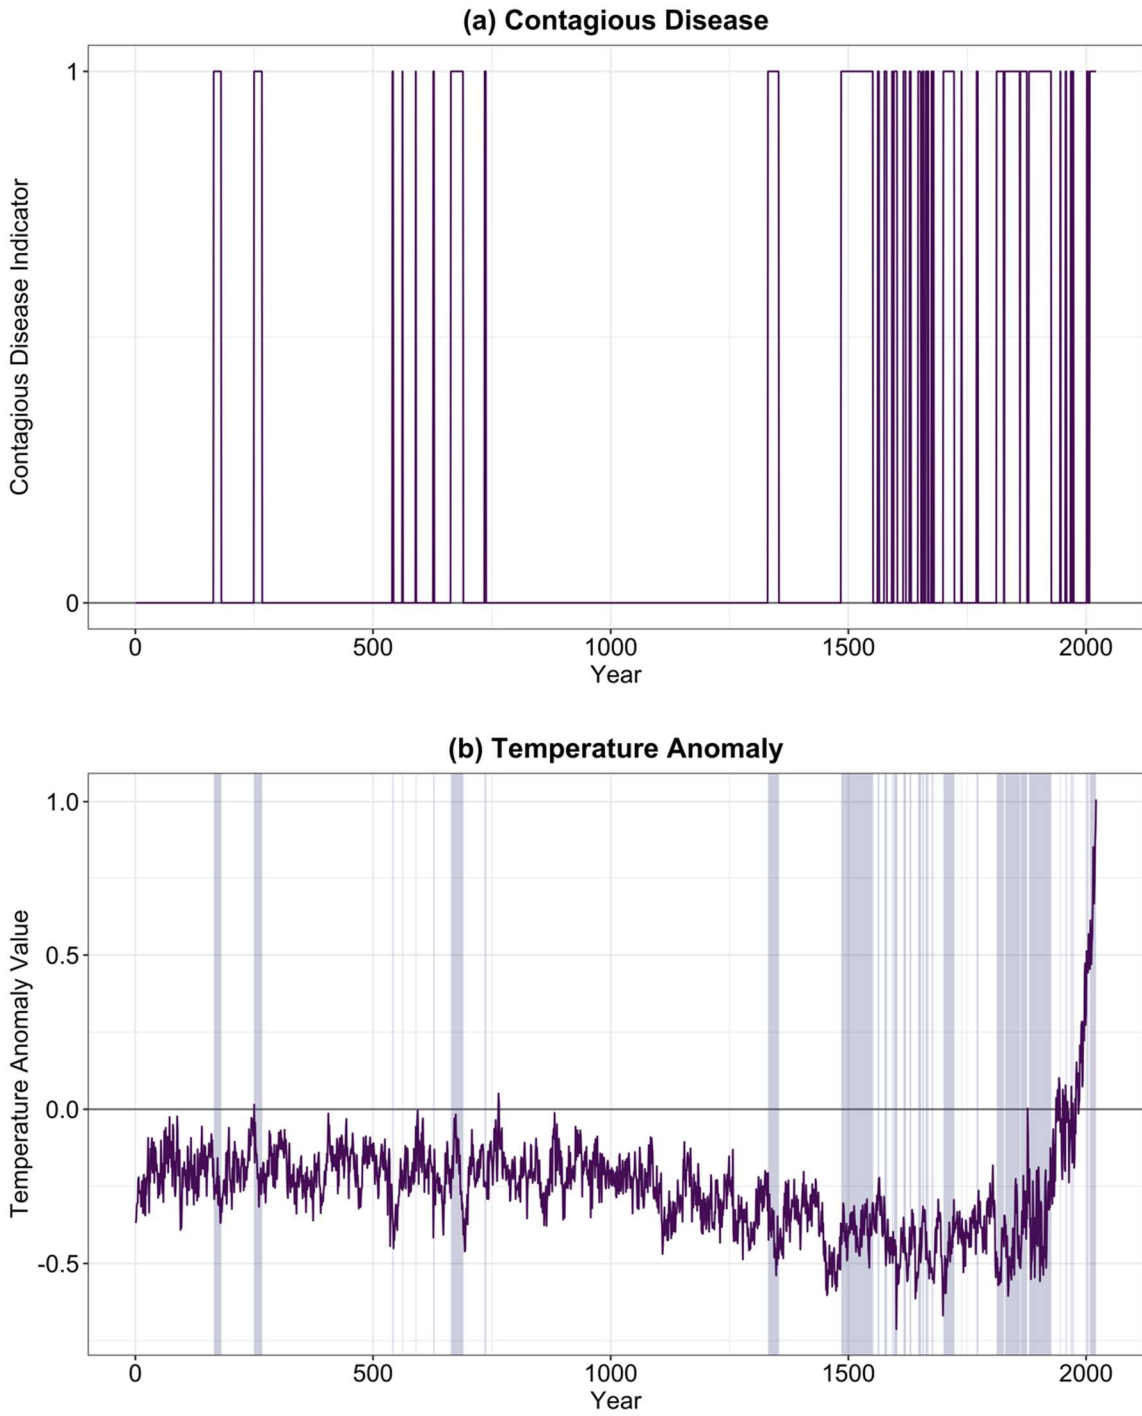 (a) Contagious Disease
Contagious Disease Indicator
1
0
0 500 1000 1500 2000
Year
(b) Temperature Anomaly
Temperature Anomaly Value
1.0
0.5
0.0
-0.5
0 500 1000 1500 2000
Year